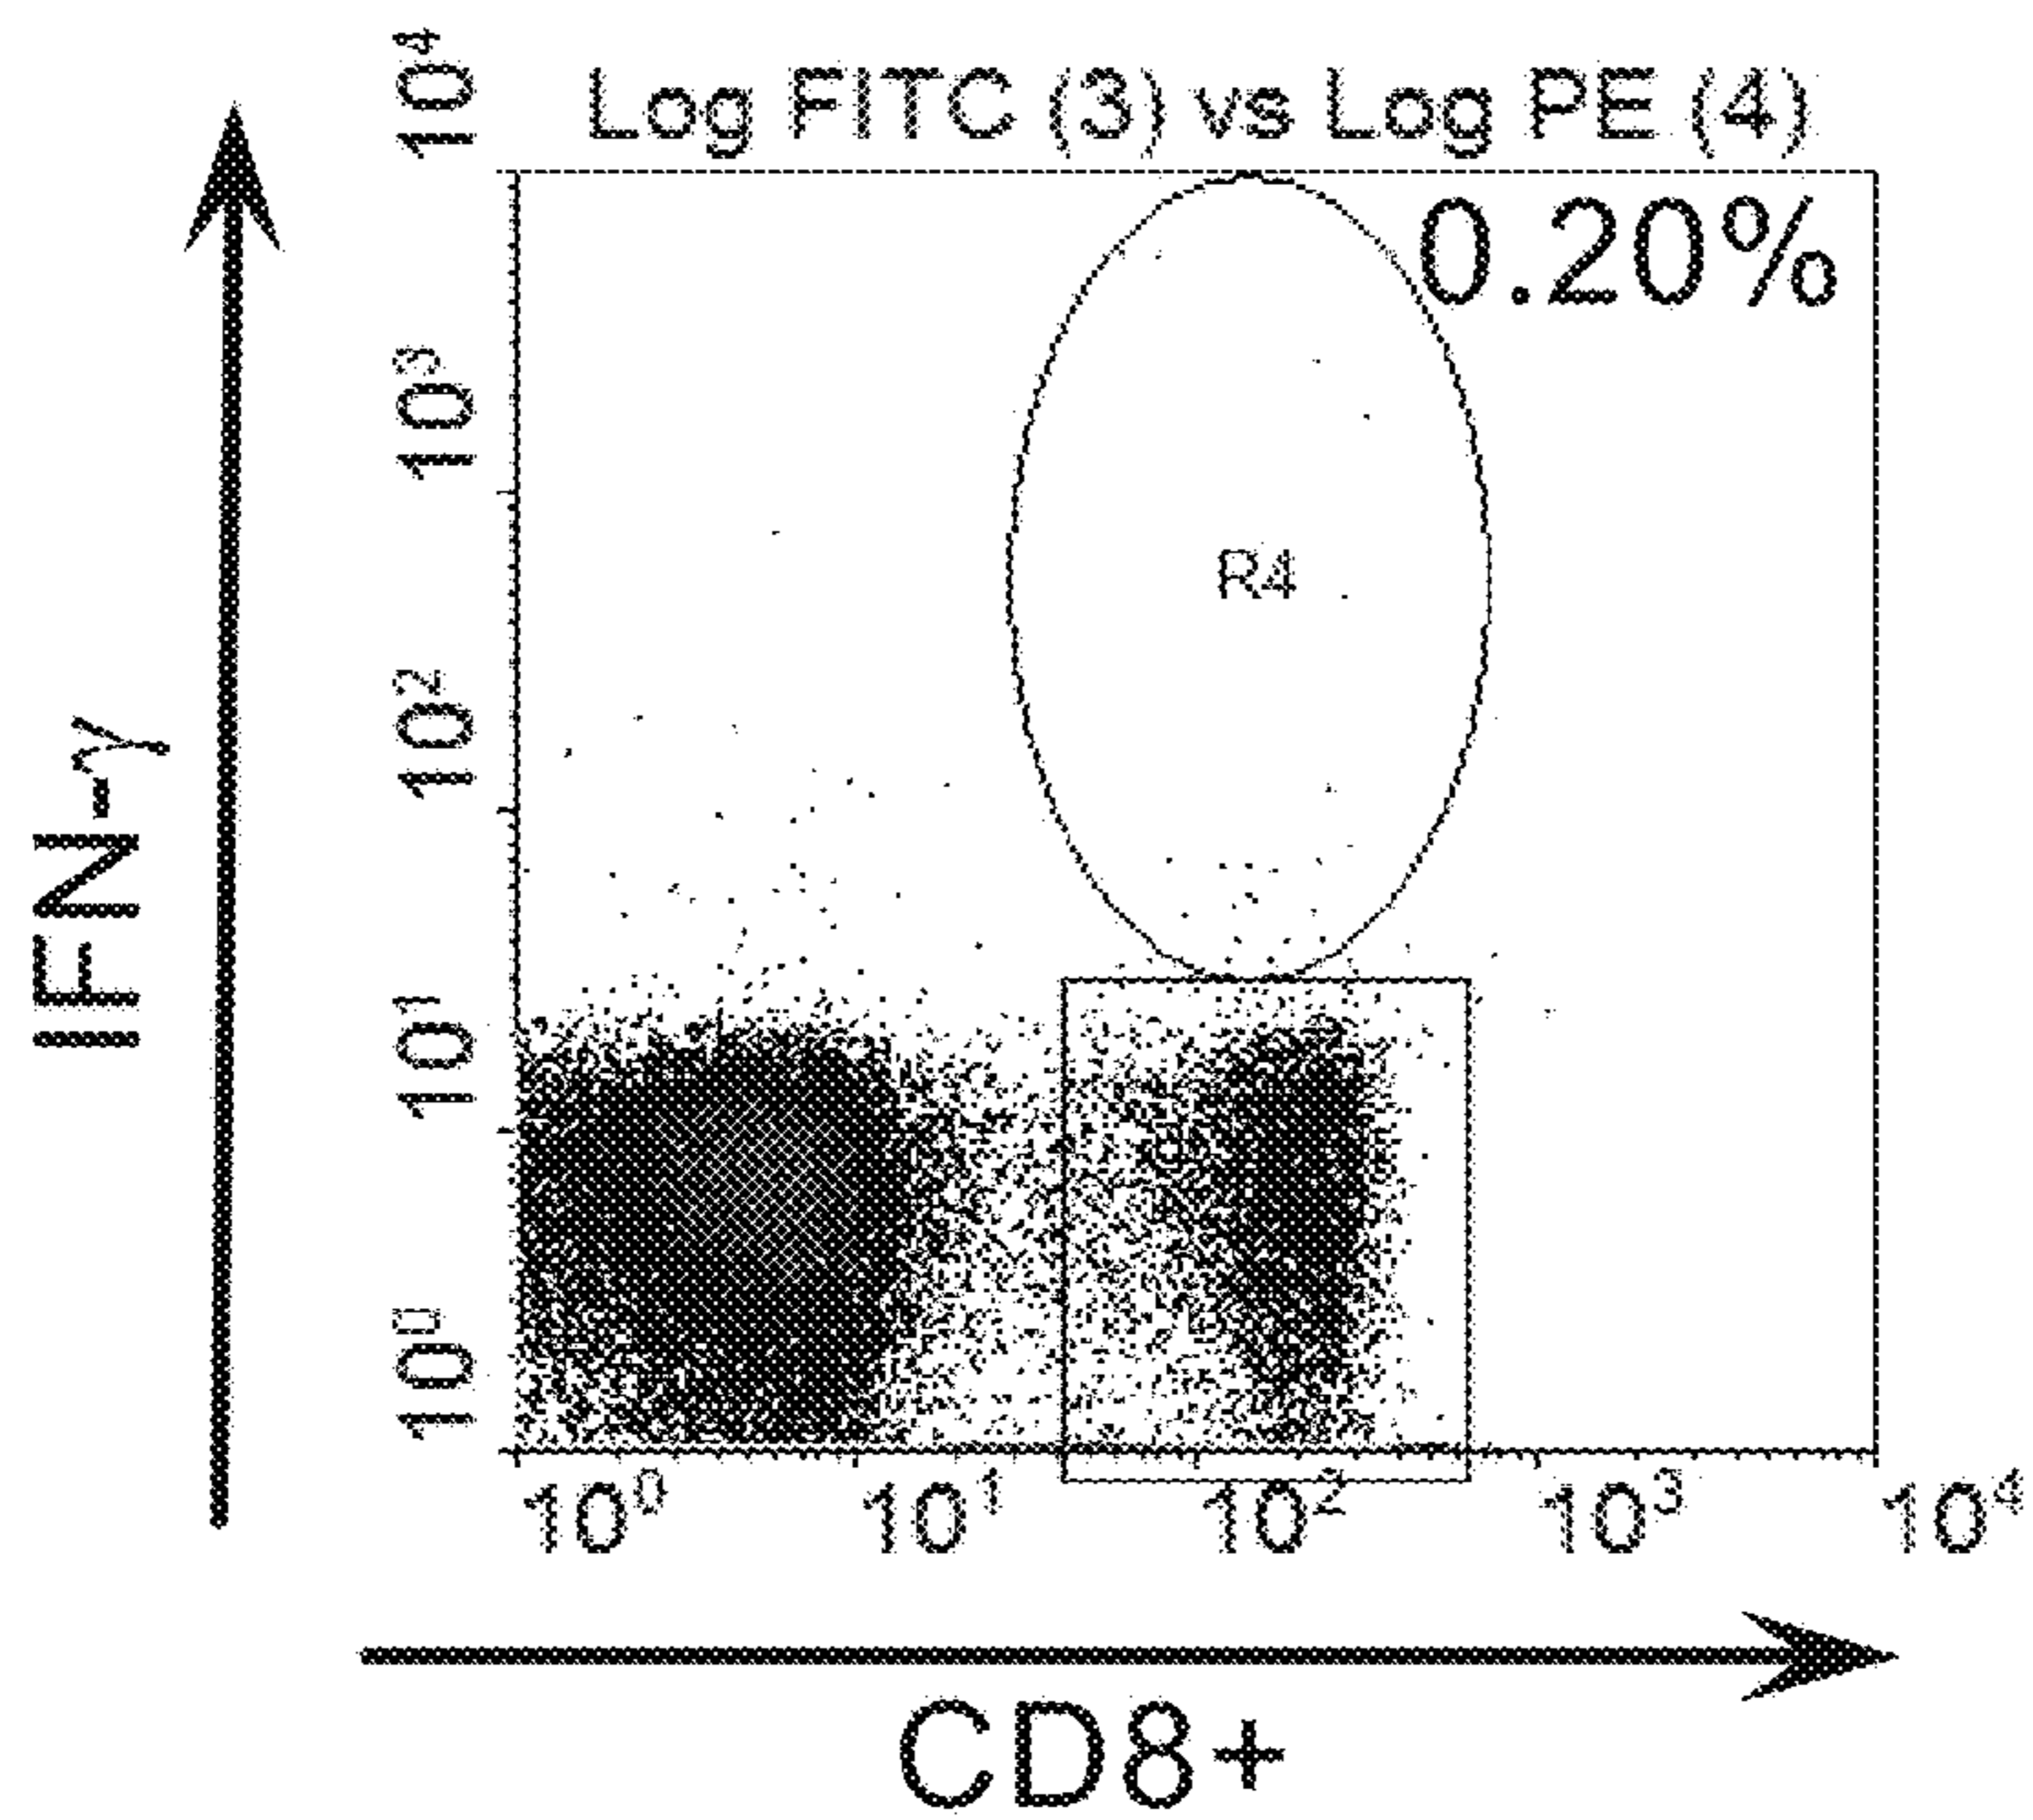 Log FITC (3) vs Log PE (4)
0.20%
10⁴
10³
10²
10¹
10⁰
IFN-γ
R4
10⁰ 10¹ 10² 10³ 10⁴
CD8+